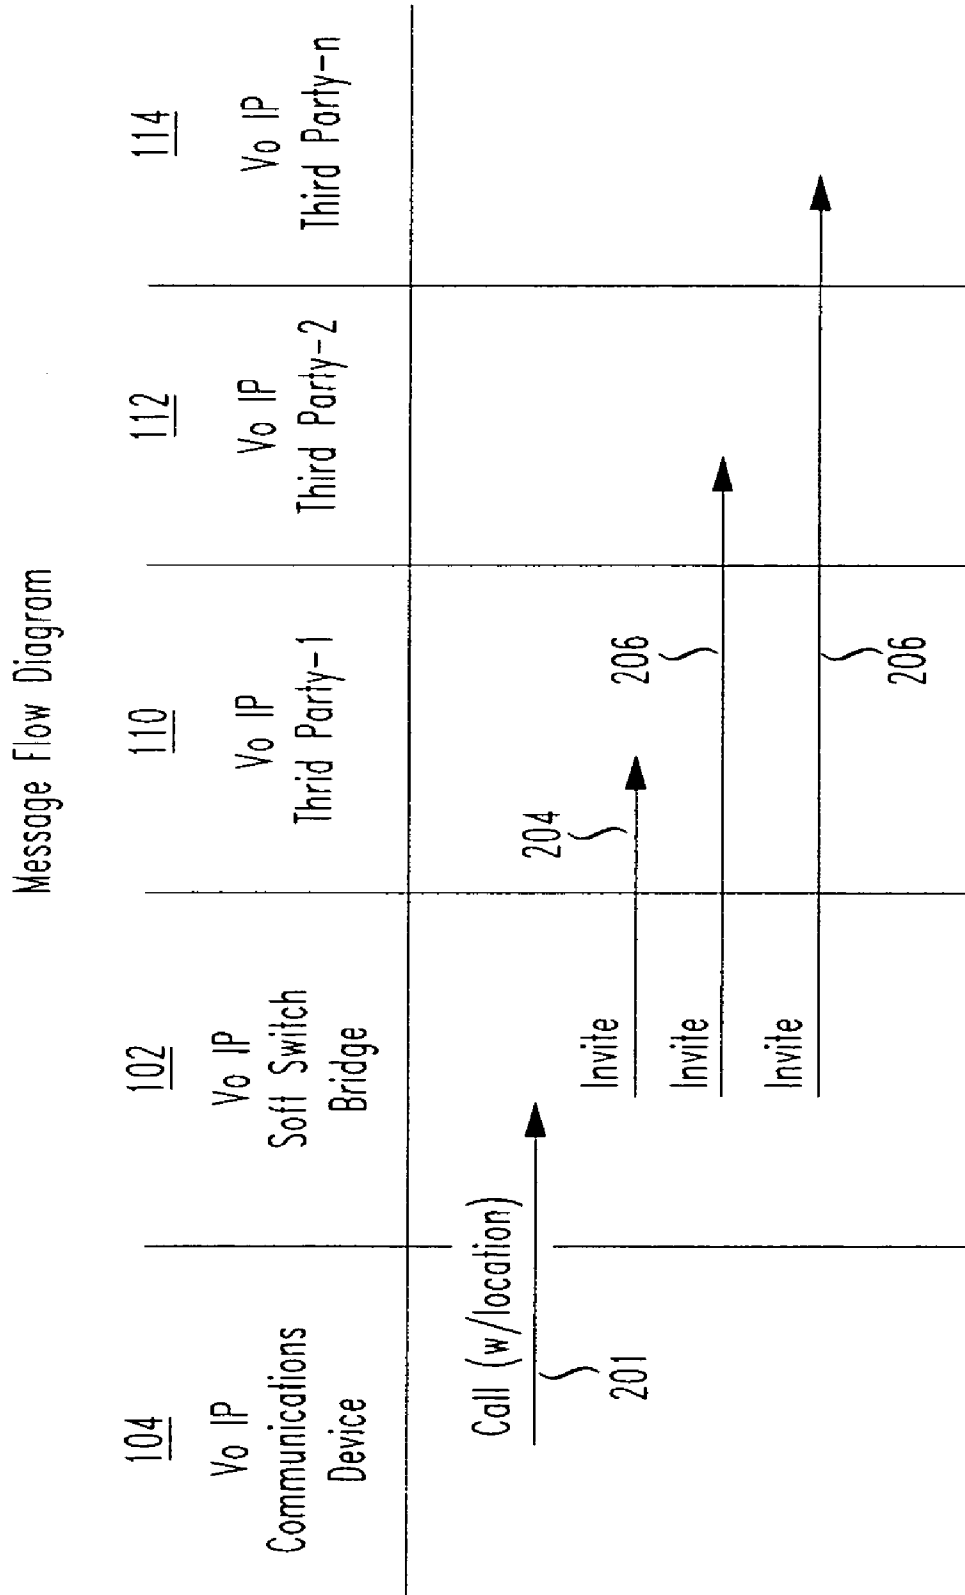 Message Flow Diagram
104
Vo IP
Communications
Device
102
Vo IP
Soft Switch
Bridge
110
Vo IP
Thrid Party-1
112
Vo IP
Third Party-2
114
Vo IP
Third Party-n
Call (w/location)
201
Invite
204
Invite
206
Invite
206